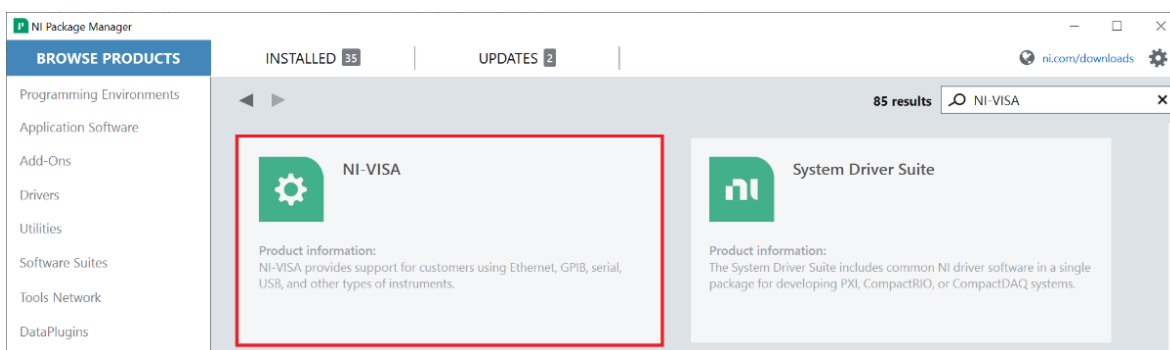 NI Package Manager
BROWSE PRODUCTS
INSTALLED 35
UPDATES 2
ni.com/downloads
Programming Environments
Application Software
Add-Ons
Drivers
Utilities
Software Suites
Tools Network
DataPlugins
85 results
NI-VISA
NI-VISA
Product information:
NI-VISA provides support for customers using Ethernet, GPIB, serial,
USB, and other types of instruments.
System Driver Suite
Product information:
The System Driver Suite includes common NI driver software in a single
package for developing PXI, CompactRIO, or CompactDAQ systems.